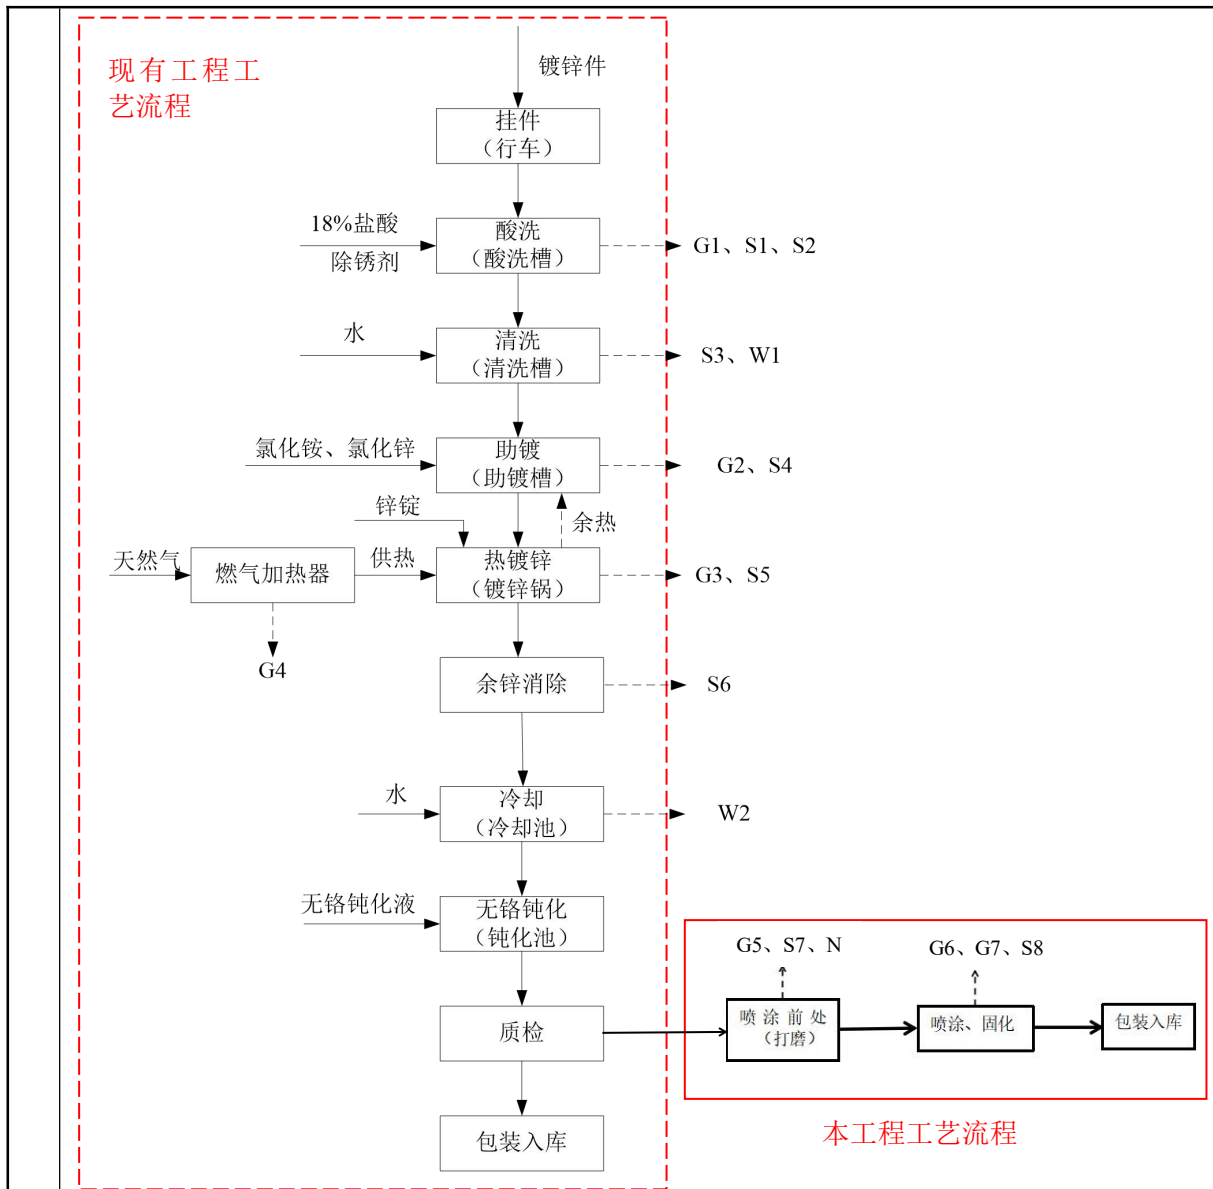 现有工程工
艺流程
镀锌件
挂件
（行车）
18%盐酸
除锈剂
酸洗
（酸洗槽）
G1、S1、S2
水
清洗
（清洗槽）
S3、W1
氯化铵、氯化锌
助镀
（助镀槽）
G2、S4
锌锭
余热
天然气
燃气加热器
供热
热镀锌
（镀锌锅）
G3、S5
G4
余锌消除
S6
水
冷却
（冷却池）
W2
无铬钝化液
无铬钝化
（钝化池）
G5、S7、N
G6、G7、S8
质检
喷涂前处
（打磨）
喷涂、固化
包装入库
包装入库
本工程工艺流程